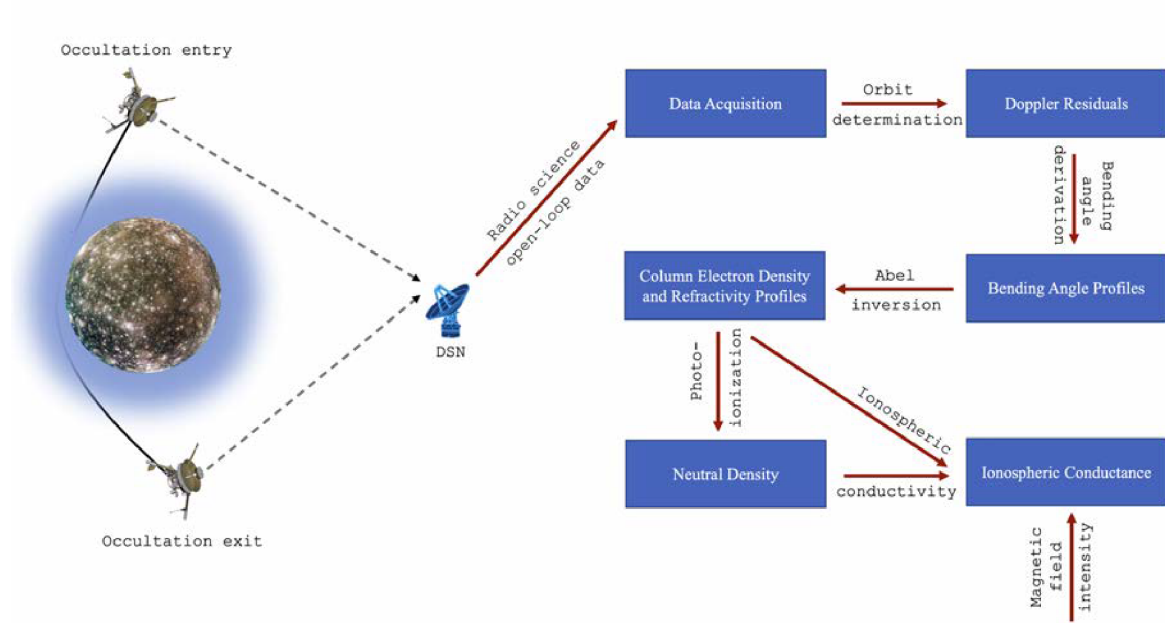 Occultation entry
Occultation exit
DSN
Radio science
open-loop data
Data Acquisition
Orbit
determination
Doppler Residuals
Bending
angle
derivation
Bending Angle Profiles
Abel
inversion
Column Electron Density
and Refractivity Profiles
Photo-
ionization
Ionospheric
Neutral Density
conductivity
Ionospheric Conductance
Magnetic
field
intensity